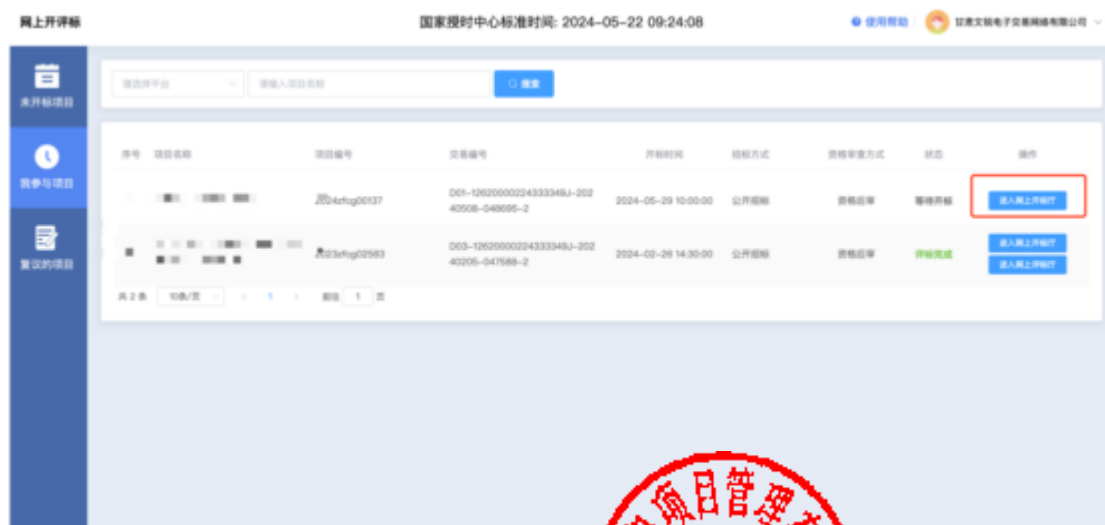 网上开评标
国家授时中心标准时间: 2024-05-22 09:24:08
使用帮助
甘肃文锐电子交易网络有限公司
未开标项目
我参与项目
复议的项目
请选择平台
请输入项目名称
搜索
序号 项目名称 项目编号 交易编号 开标时间 招标方式 资格审查方式 状态 操作
2024zfcg00137
D01-12620000224333349J-202
40508-048695-2
2024-05-29 10:00:00 公开招标 资格后审 等待开标 进入网上开标厅
2023zfcg02583
D03-12620000224333349J-202
40205-047588-2
2024-02-26 14:30:00 公开招标 资格后审 评标完成
进入网上开标厅
进入网上评标厅
共 2 条 10条/页 1 前往 1 页
项目管理